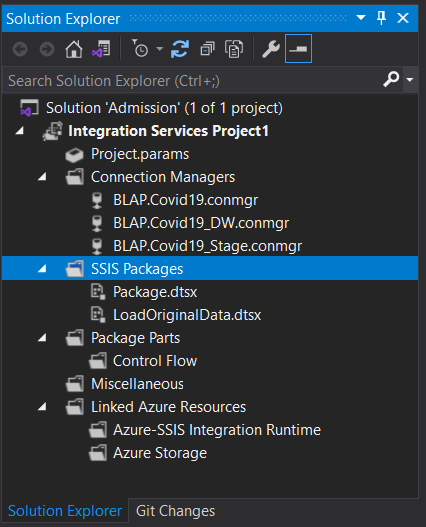 Solution Explorer
Search Solution Explorer (Ctrl+;)
Solution 'Admission' (1 of 1 project)
Integration Services Project1
Project.params
Connection Managers
BLAP.Covid19.conmgr
BLAP.Covid19_DW.conmgr
BLAP.Covid19_Stage.conmgr
SSIS Packages
Package.dtsx
LoadOriginalData.dtsx
Package Parts
Control Flow
Miscellaneous
Linked Azure Resources
Azure-SSIS Integration Runtime
Azure Storage
Solution Explorer Git Changes